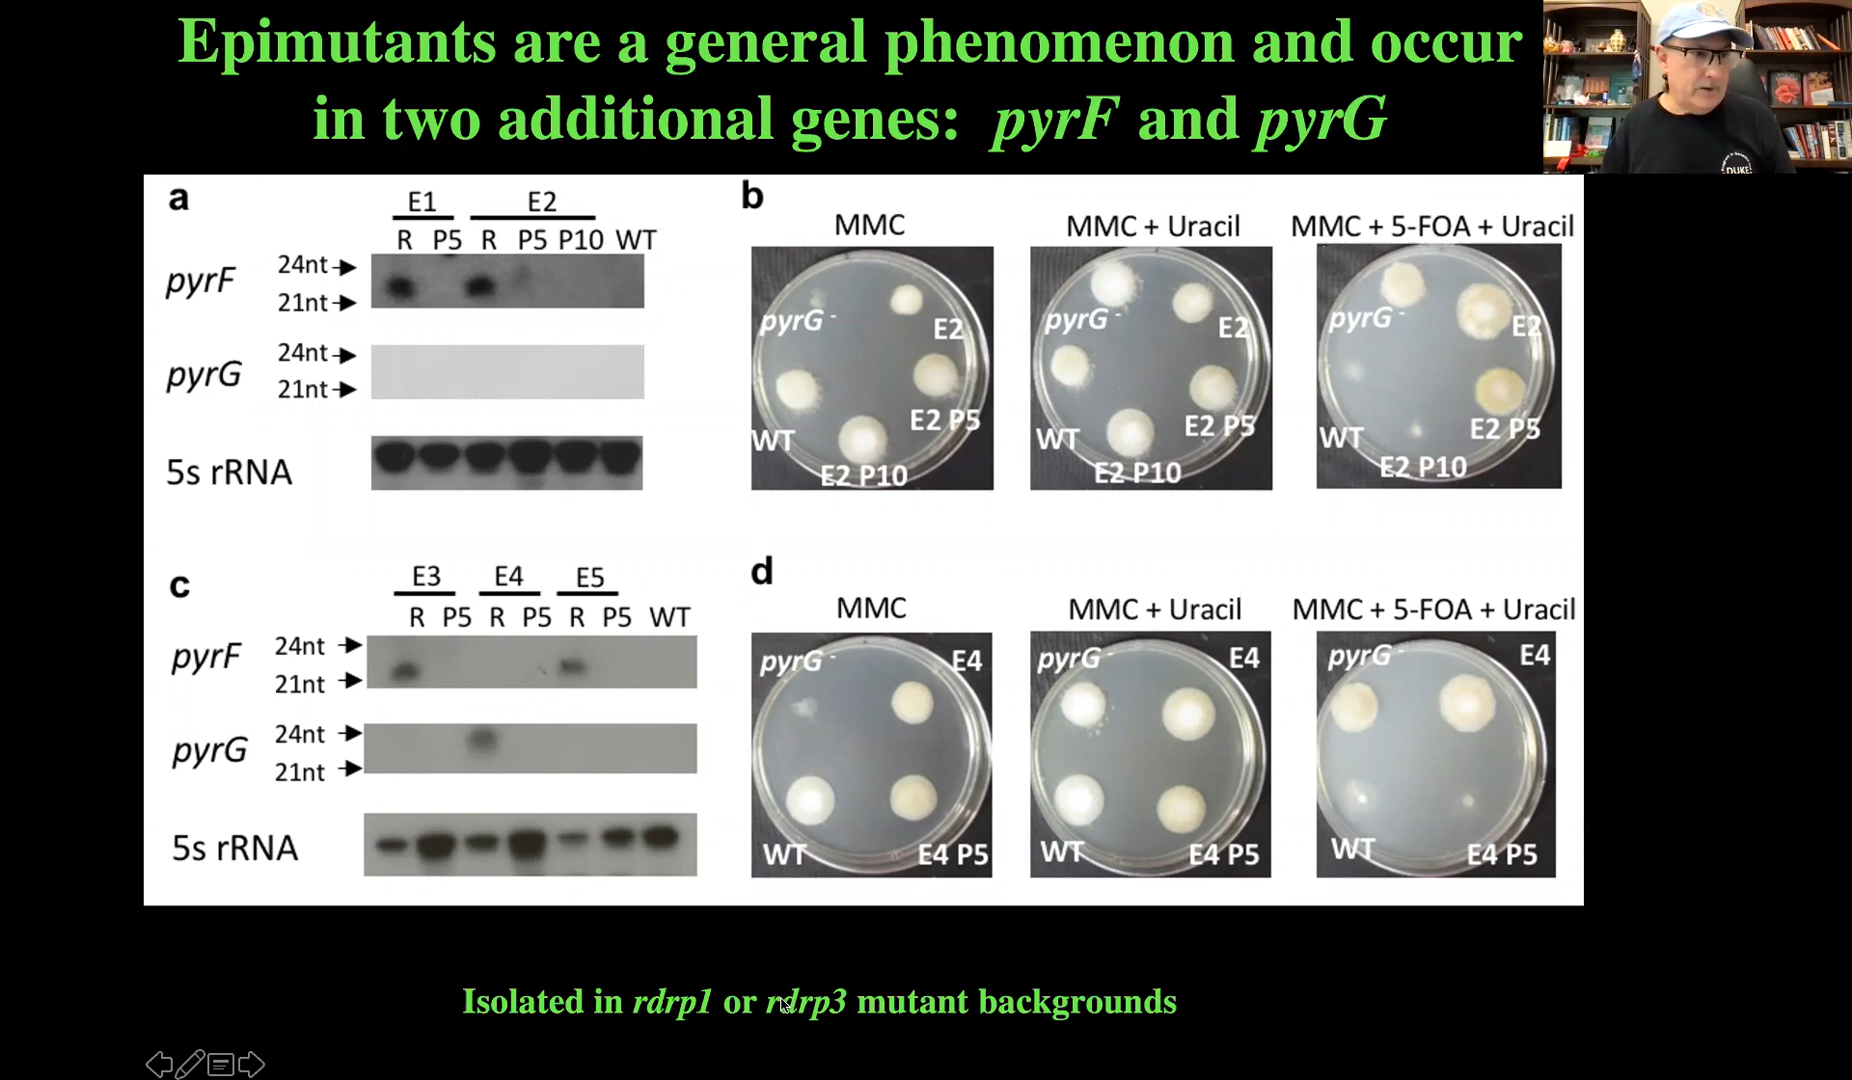 Epimutants are a general phenomenon and occur
in two additional genes: pyrF and pyrG
DUKE
a
E1 E2
R P5 R P5 P10 WT
pyrF 24nt
21nt
pyrG 24nt
21nt
5s rRNA
b
MMC MMC + Uracil MMC + 5-FOA + Uracil
pyrG - E2 pyrG - E2 pyrG - E2
WT E2 P5 WT E2 P5 WT E2 P5
E2 P10 E2 P10 E2 P10
c
E3 E4 E5
R P5 R P5 R P5 WT
pyrF 24nt
21nt
pyrG 24nt
21nt
5s rRNA
d
MMC MMC + Uracil MMC + 5-FOA + Uracil
pyrG - E4 pyrG - E4 pyrG - E4
WT E4 P5 WT E4 P5 WT E4 P5
Isolated in rdrp1 or rdrp3 mutant backgrounds